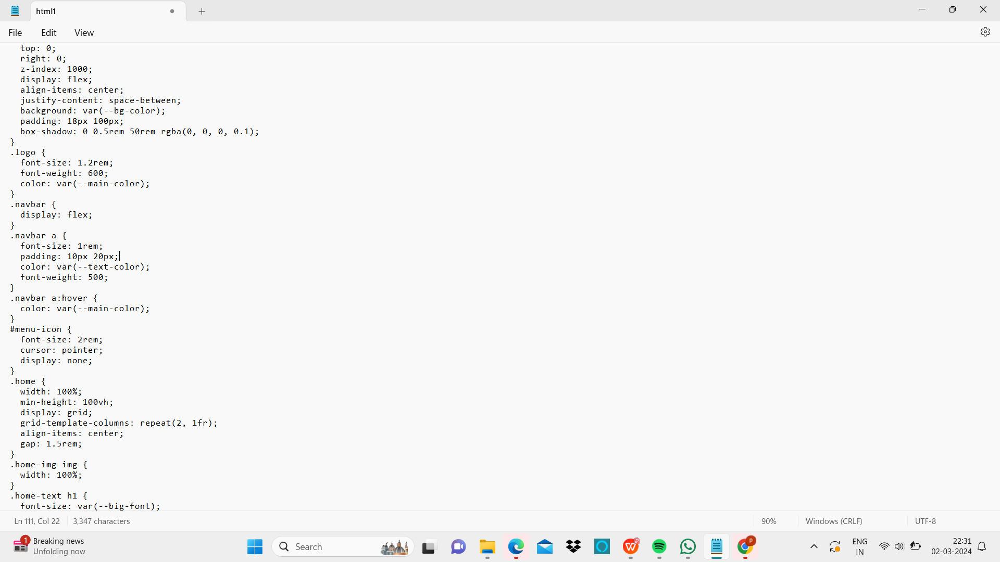 html1
File Edit View
top: 0;
right: 0;
z-index: 1000;
display: flex;
align-items: center;
justify-content: space-between;
background: var(--bg-color);
padding: 18px 100px;
box-shadow: 0 0.5rem 50rem rgba(0, 0, 0, 0.1);
}
.logo {
font-size: 1.2rem;
font-weight: 600;
color: var(--main-color);
}
.navbar {
display: flex;
}
.navbar a {
font-size: 1rem;
padding: 10px 20px;
color: var(--text-color);
font-weight: 500;
}
.navbar a:hover {
color: var(--main-color);
}
#menu-icon {
font-size: 2rem;
cursor: pointer;
display: none;
}
.home {
width: 100%;
min-height: 100vh;
display: grid;
grid-template-columns: repeat(2, 1fr);
align-items: center;
gap: 1.5rem;
}
.home-img img {
width: 100%;
}
.home-text h1 {
font-size: var(--big-font);
Ln 111, Col 22 3,347 characters 90% Windows (CRLF) UTF-8
1 Breaking news
Unfolding now
Search
W
P
ENG
IN
22:31
02-03-2024